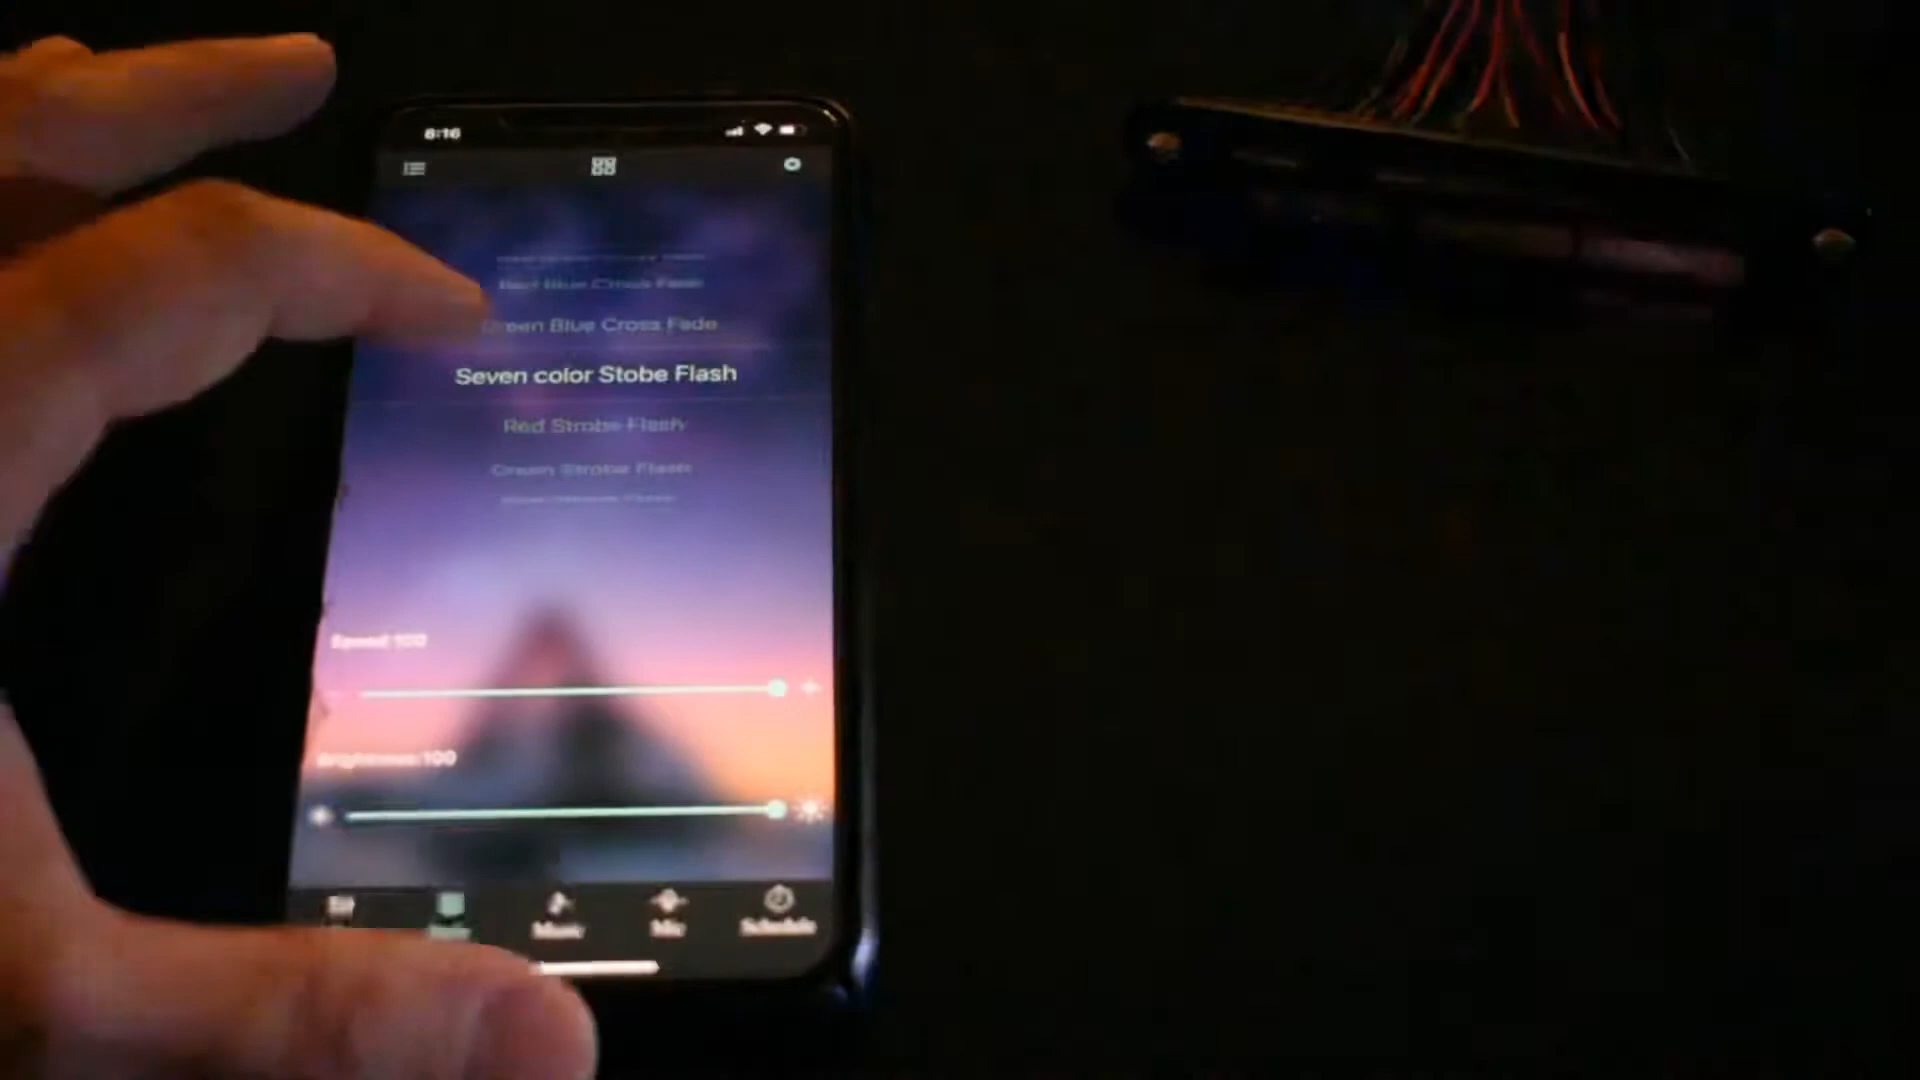 6:16
Red Blue Cross Fade
Green Blue Cross Fade
Seven color Stobe Flash
Red Strobe Flash
Green Strobe Flash
Speed:100
Brightness:100
Music
Mic
Schedule